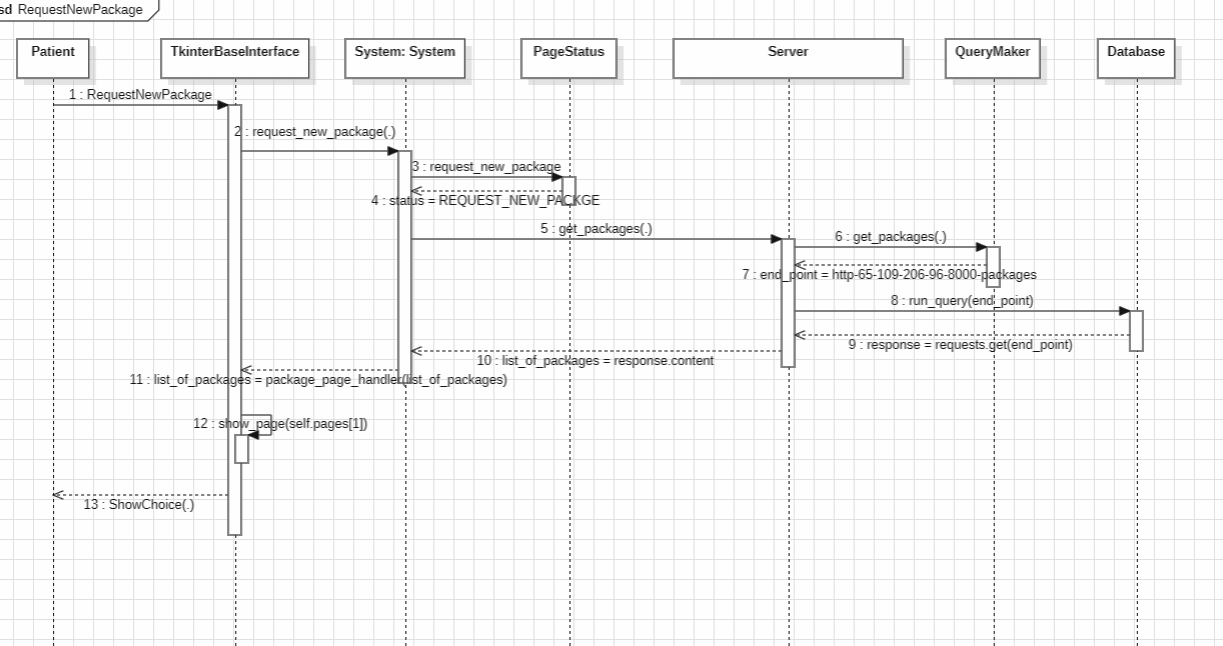 sd RequestNewPackage
Patient
TkinterBaseInterface
System: System
PageStatus
Server
QueryMaker
Database
1 : RequestNewPackage
2 : request_new_package(.)
3 : request_new_package
4 : status = REQUEST_NEW_PACKGE
5 : get_packages(.)
6 : get_packages(.)
7 : end_point = http-65-109-206-96-8000-packages
8 : run_query(end_point)
9 : response = requests.get(end_point)
10 : list_of_packages = response.content
11 : list_of_packages = package_page_handler(list_of_packages)
12 : show_page(self.pages[1])
13 : ShowChoice(.)